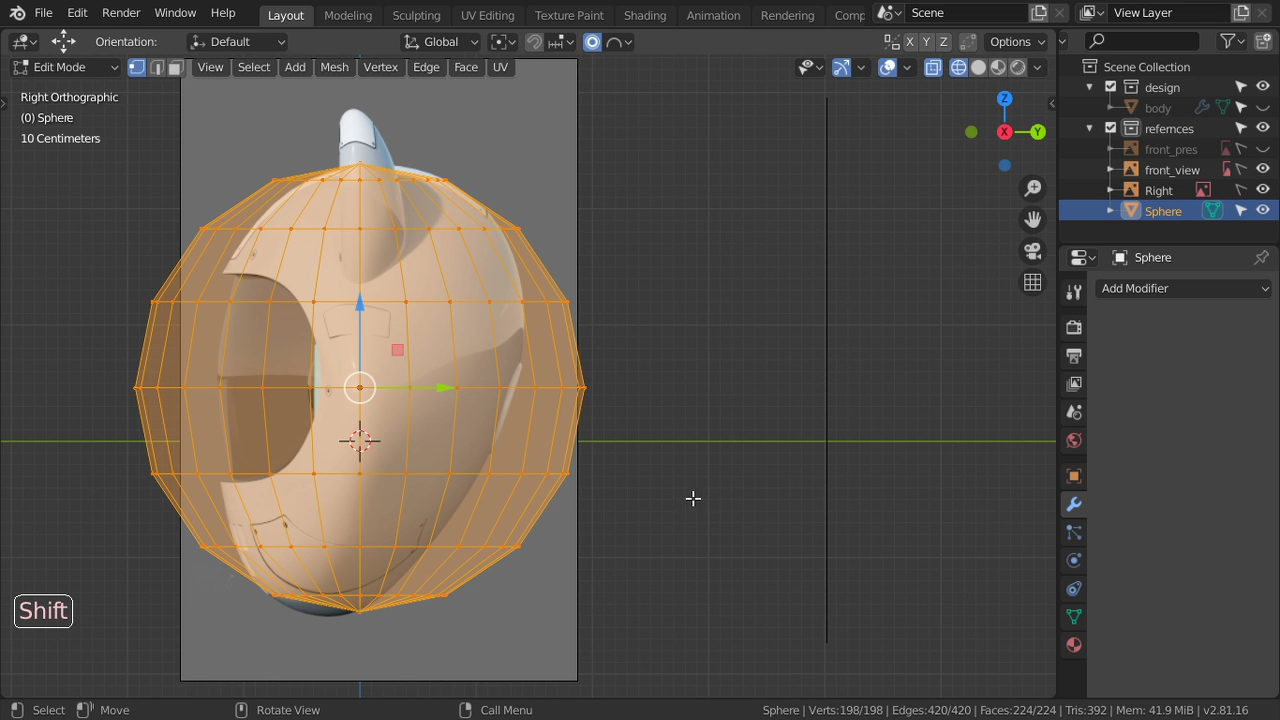 File Edit Render Window Help Layout Modeling Sculpting UV Editing Texture Paint Shading Animation Rendering Comp Scene View Layer
Orientation: Default Global X Y Z Options
Edit Mode View Select Add Mesh Vertex Edge Face UV
Scene Collection
design
body
refernces
front_pres
front_view
Right
Sphere
Right Orthographic
(0) Sphere
10 Centimeters
Z
X
Y
Sphere
Add Modifier
Shift
Select Move Rotate View Call Menu Sphere | Verts:198/198 | Edges:420/420 | Faces:224/224 | Tris:392 | Mem: 41.9 MiB | v2.81.16